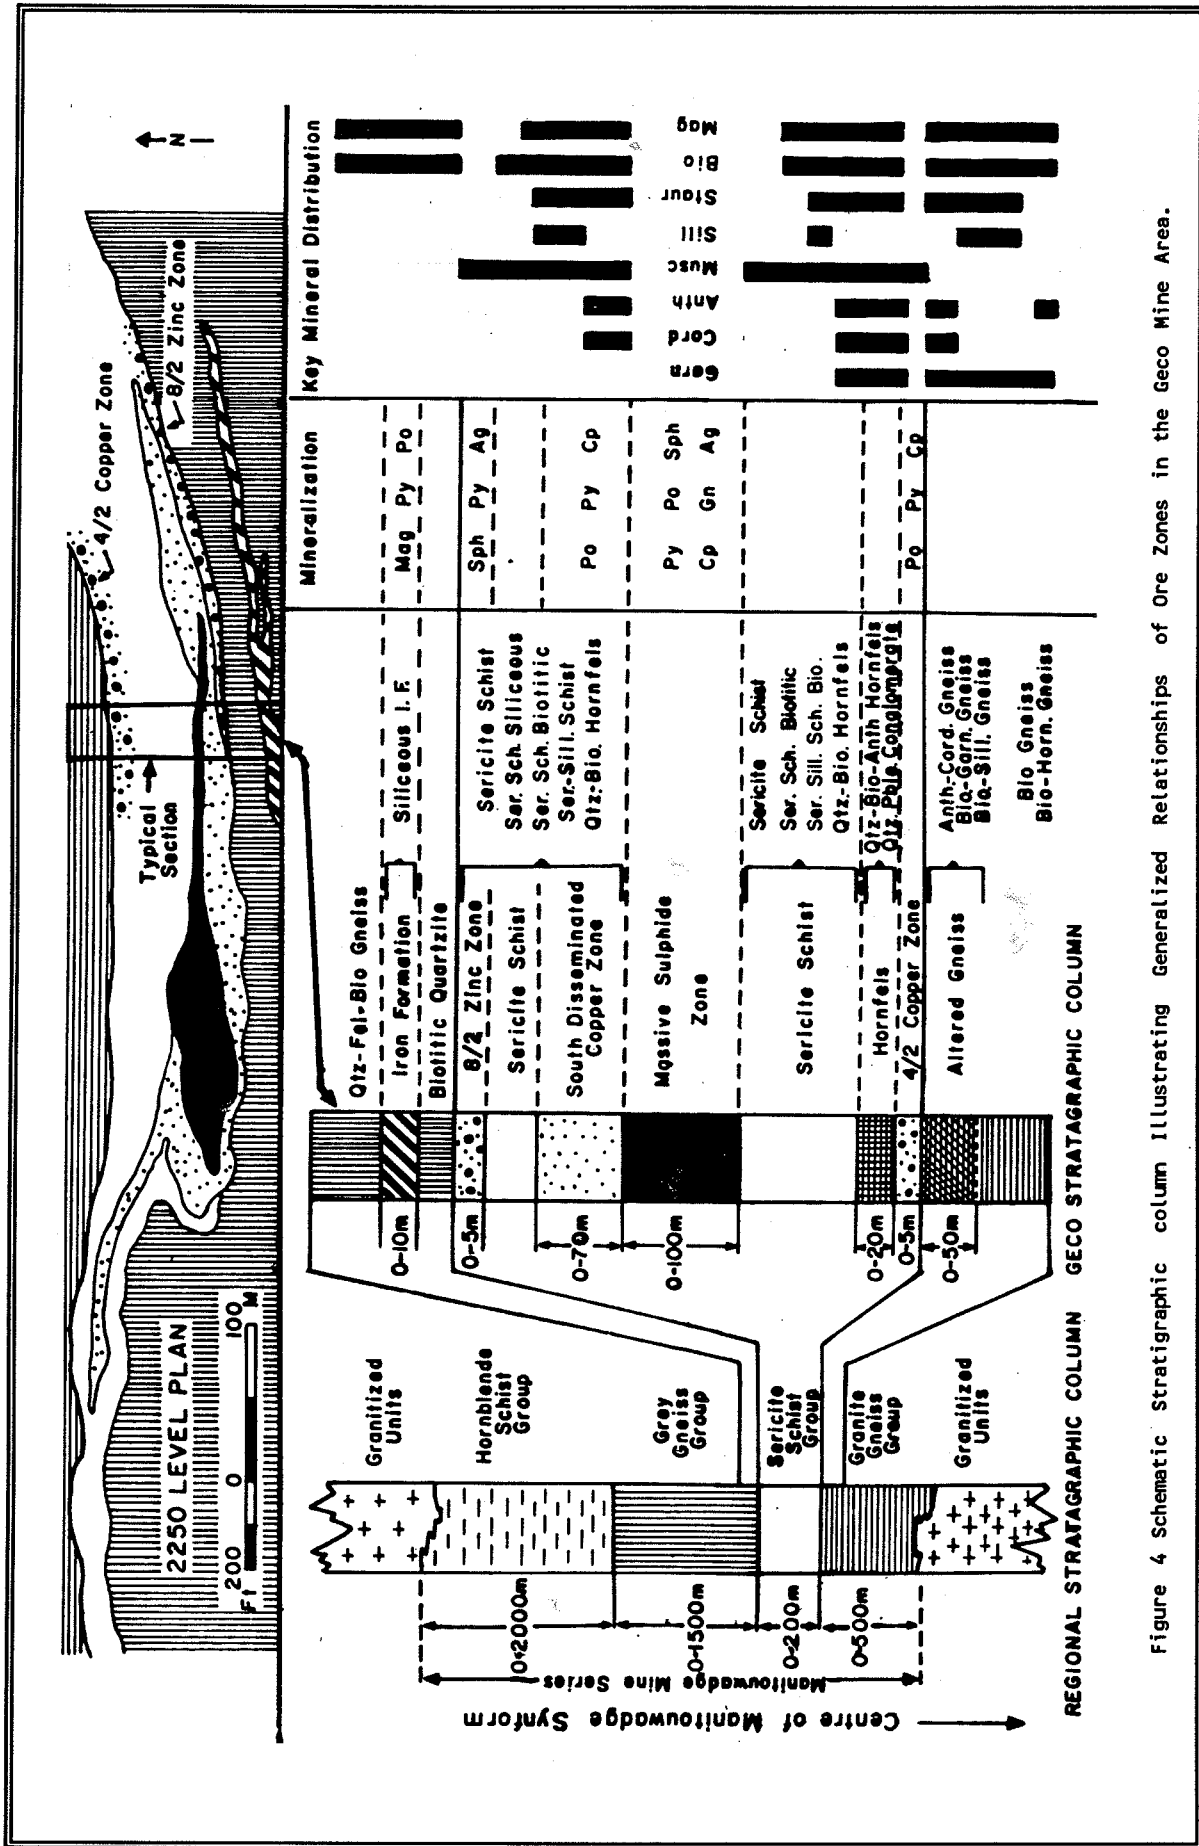 2250 LEVEL PLAN
200
0
100
Ft
M
Typical
Section
4/2 Copper Zone
8/2 Zinc Zone
N
Mineralization
Key Mineral Distribution
Centre of Manitouwadge Synform
Manitouwadge Mine Series
0-2000m
0-1500m
0-200m
0-500m
Granitized
Units
Hornblende
Schist
Group
Grey
Gneiss
Group
Sericite
Schist
Group
Granite
Gneiss
Group
Granitized
Units
0-10m
0-5m
0-70m
0-100m
0-20m
0-5m
0-50m
Qtz-Fel-Bio Gneiss
Iron Formation
Biotitic Quartzite
8/2 Zinc Zone
Sericite Schist
South Disseminated
Copper Zone
Massive Sulphide
Zone
Sericite Schist
Hornfels
4/2 Copper Zone
Altered Gneiss
Siliceous I.F.
Sericite Schist
Ser. Sch. Siliceous
Ser. Sch. Biotitic
Ser.-Sill. Schist
Qtz-Bio. Hornfels
Sericite Schist
Ser. Sch. Biotitic
Ser. Sill. Sch. Bio.
Qtz-Bio. Hornfels
Qtz-Bio-Anth Hornfels
Qtz-Pble Conglomerate
Anth-Cord. Gneiss
Bio-Garn. Gneiss
Bio.-Sill. Gneiss
Bio Gneiss
Bio-Horn. Gneiss
Mag Py Po
Sph Py Ag
Po Py Cp
Py Po Sph
Cp Gn Ag
Po Py Cp
Garn
Cord
Anth
Musc
Sill
Staur
Bio
Mag
REGIONAL STRATAGRAPHIC COLUMN
GECO STRATAGRAPHIC COLUMN
Figure 4 Schematic Stratigraphic column Illustrating Generalized Relationships of Ore Zones in the Geco Mine Area.